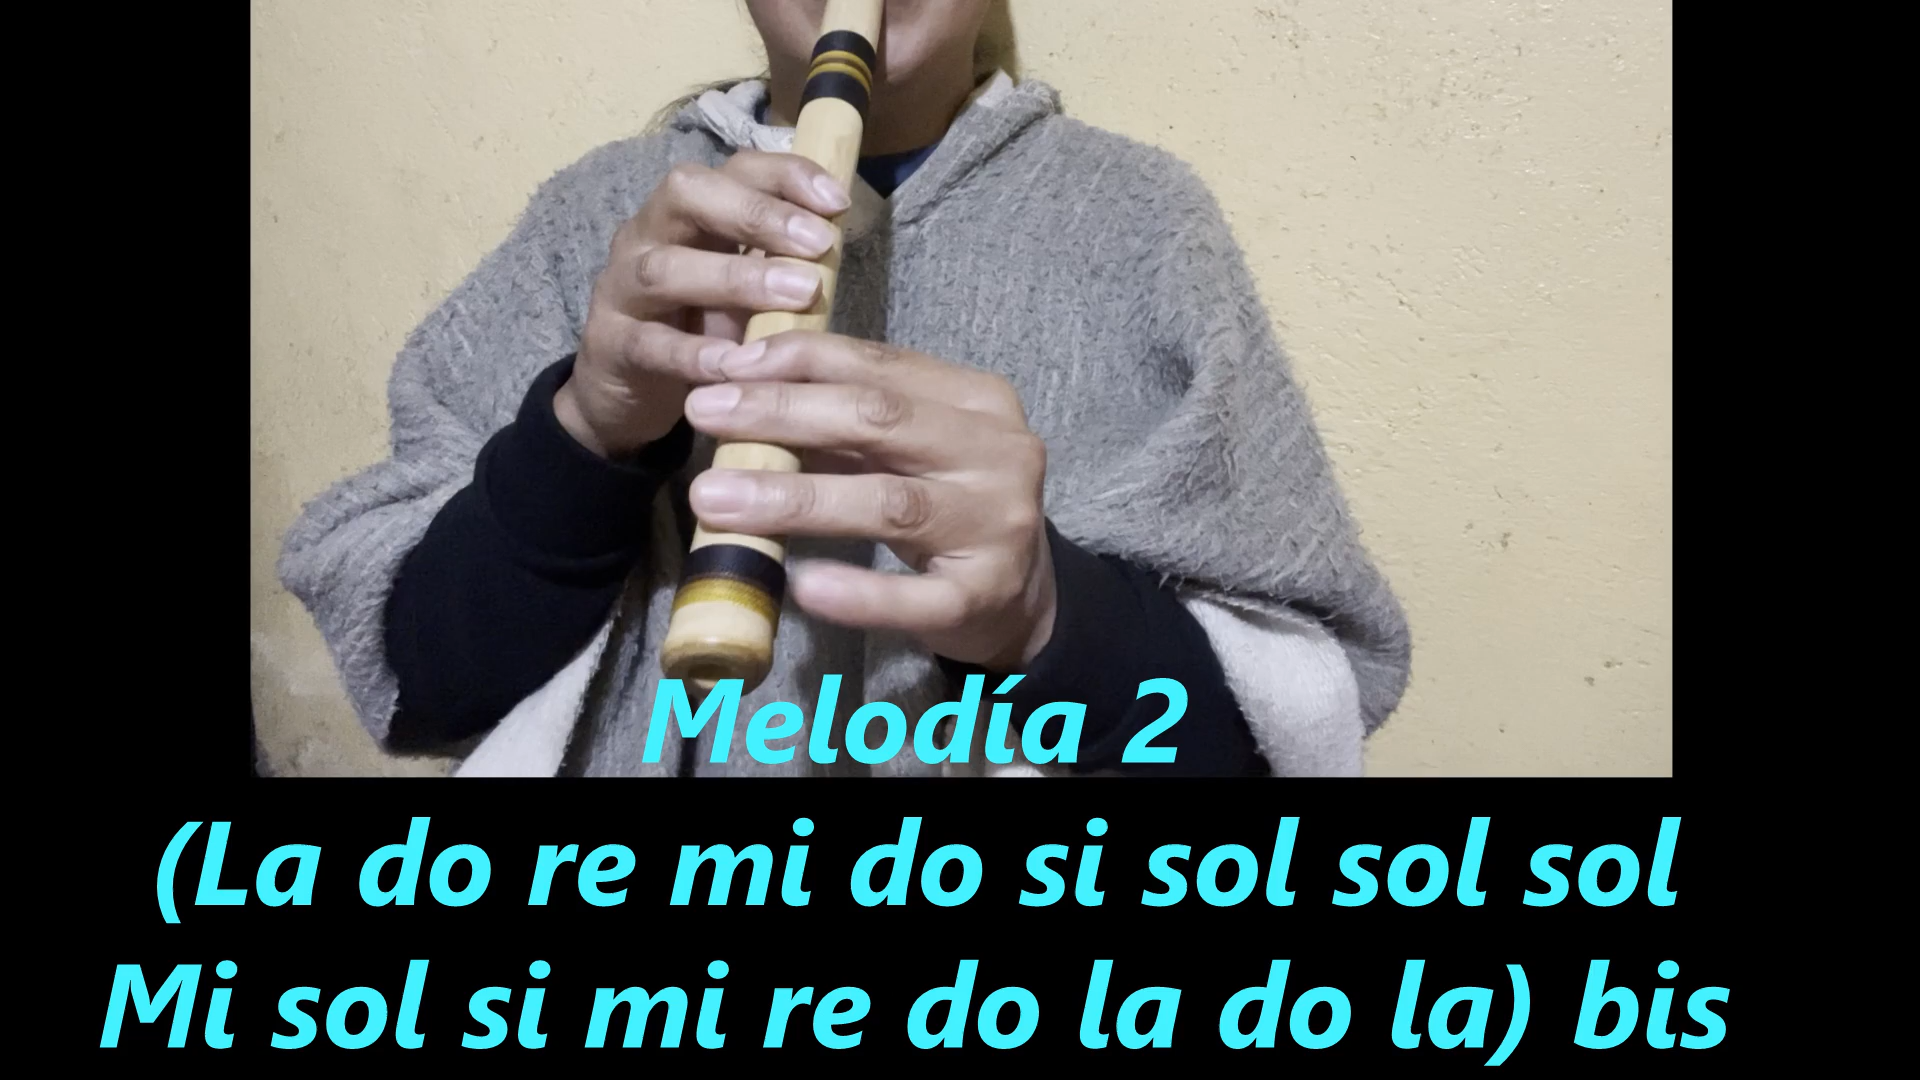 Melodía 2
(La do re mi do si sol sol sol
Mi sol si mi re do la do la) bis